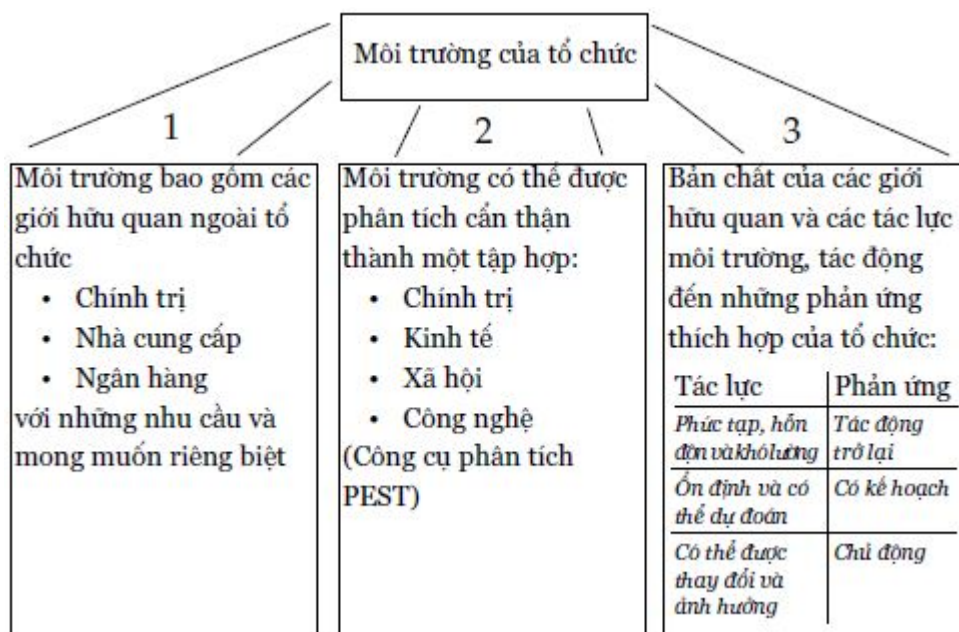 Môi trường của tổ chức
1
2
3
Môi trường bao gồm các
giới hữu quan ngoài tổ
chức
• Chính trị
• Nhà cung cấp
• Ngân hàng
với những nhu cầu và
mong muốn riêng biệt
Môi trường có thể được
phân tích cẩn thận
thành một tập hợp:
• Chính trị
• Kinh tế
• Xã hội
• Công nghệ
(Công cụ phân tích
PEST)
Bản chất của các giới
hữu quan và các tác lực
môi trường, tác động
đến những phản ứng
thích hợp của tổ chức:
Tác lực Phản ứng
Phức tạp, hỗn Tác động
độn và khó lường trở lại
Ổn định và có Có kế hoạch
thể dự đoán
Có thể được Chủ động
thay đổi và
ảnh hưởng